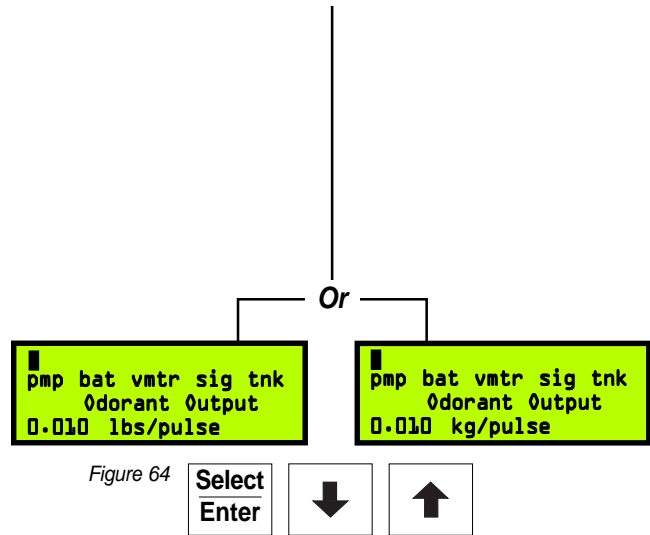 Or
pmp bat vmtr sig tnk
Odorant Output
0.010 lbs/pulse
pmp bat vmtr sig tnk
Odorant Output
0.010 kg/pulse
Figure 64
Select
Enter